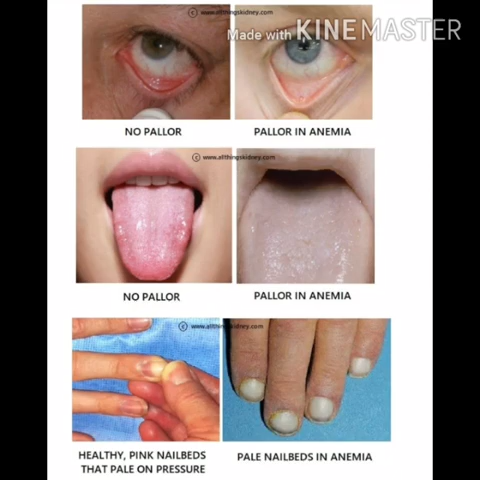 © www.allthingskidney.com
Made with KINEMASTER
NO PALLOR
PALLOR IN ANEMIA
© www.allthingskidney.com
NO PALLOR
PALLOR IN ANEMIA
© www.allthingskidney.com
HEALTHY, PINK NAILBEDS
THAT PALE ON PRESSURE
PALE NAILBEDS IN ANEMIA